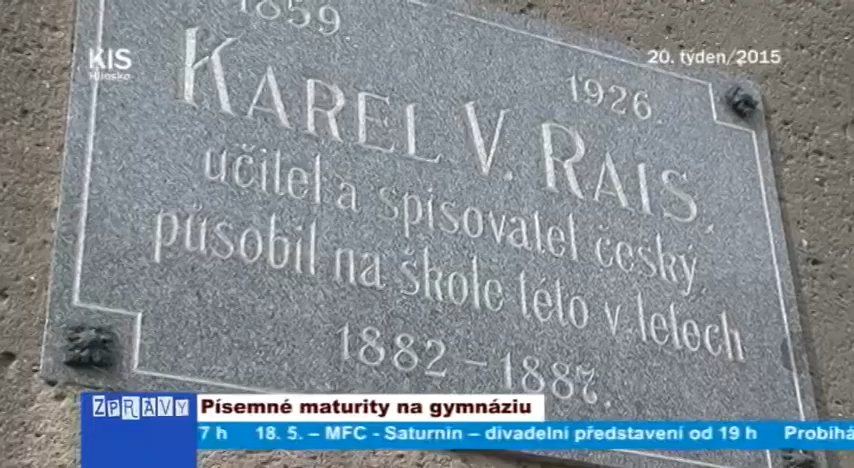 KIS
Hlinsko
20. týden/2015
1859 1926.
KAREL V. RAIS.
učitel a spisovatel český
působil na škole této v letech
1882 – 1887.
ZPRÁVY
Písemné maturity na gymnáziu
7 h 18. 5. – MFC - Saturnin – divadelní představení od 19 h